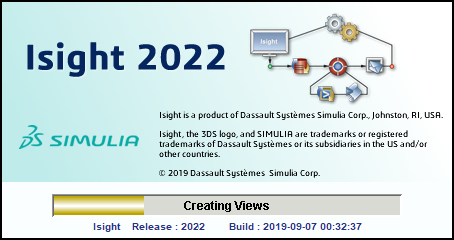 Isight 2022
Isight
Isight is a product of Dassault Systèmes Simulia Corp., Johnston, RI, USA.
Isight, the 3DS logo, and SIMULIA are trademarks or registered
trademarks of Dassault Systèmes or its subsidiaries in the US and/or
other countries.
3DS SIMULIA
© 2019 Dassault Systèmes Simulia Corp.
Creating Views
Isight Release : 2022 Build : 2019-09-07 00:32:37